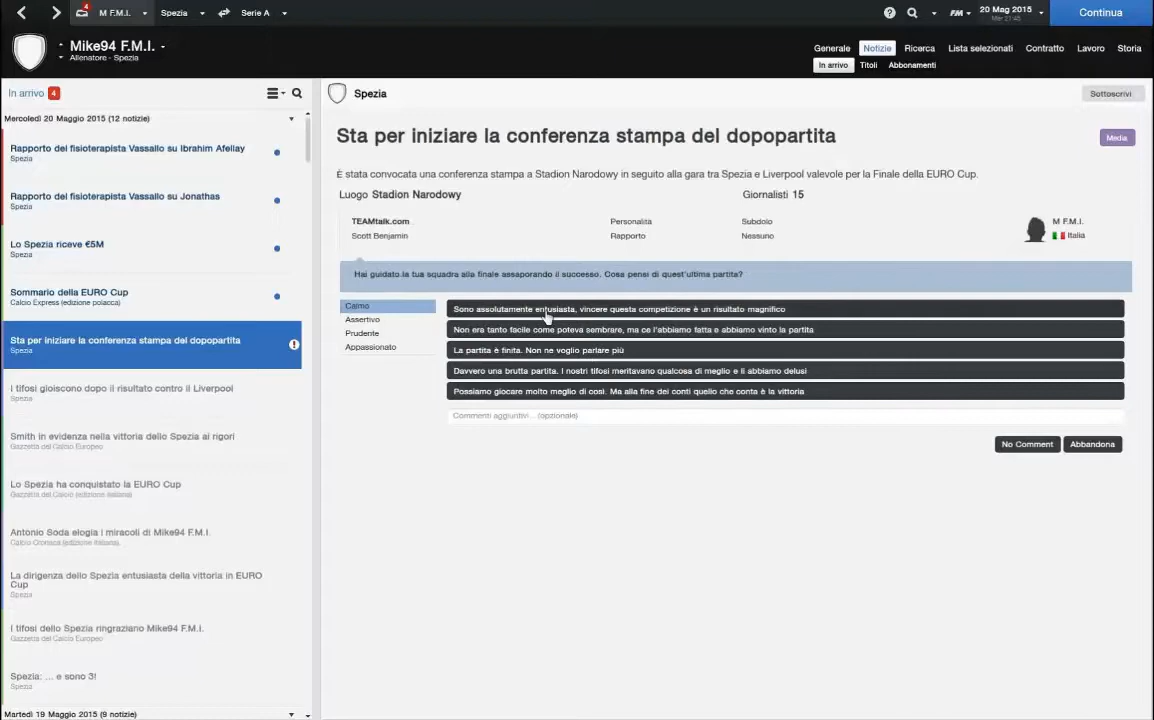 4
M F.M.I.
Spezia
Serie A
FM
20 Mag 2015
Mer 21:45
Continua
Mike94 F.M.I.
Allenatore - Spezia
Generale
Notizie
Ricerca
Lista selezionati
Contratto
Lavoro
Storia
In arrivo
Titoli
Abbonamenti
In arrivo 4
Mercoledì 20 Maggio 2015 (12 notizie)
Rapporto del fisioterapista Vassallo su Ibrahim Afellay
Spezia
Rapporto del fisioterapista Vassallo su Jonathas
Spezia
Lo Spezia riceve €5M
Spezia
Sommario della EURO Cup
Calcio Express (edizione polacca)
Sta per iniziare la conferenza stampa del dopopartita
Spezia
I tifosi gioiscono dopo il risultato contro il Liverpool
Spezia
Smith in evidenza nella vittoria dello Spezia ai rigori
Gazzetta del Calcio Europeo
Lo Spezia ha conquistato la EURO Cup
Gazzetta del Calcio (edizione italiana)
Antonio Soda elogia i miracoli di Mike94 F.M.I.
Calcio Cronaca (edizione italiana)
La dirigenza dello Spezia entusiasta della vittoria in EURO
Cup
Spezia
I tifosi dello Spezia ringraziano Mike94 F.M.I.
Gazzetta del Calcio Europeo
Spezia: ... e sono 3!
Spezia
Martedì 19 Maggio 2015 (9 notizie)
Spezia
Sottoscrivi
Sta per iniziare la conferenza stampa del dopopartita
Media
È stata convocata una conferenza stampa a Stadion Narodowy in seguito alla gara tra Spezia e Liverpool valevole per la Finale della EURO Cup.
Luogo Stadion Narodowy
Giornalisti 15
TEAMtalk.com
Personalità
Subdolo
M F.M.I.
Scott Benjamin
Rapporto
Nessuno
Italia
Hai guidato la tua squadra alla finale assaporando il successo. Cosa pensi di quest'ultima partita?
Calmo
Assertivo
Prudente
Appassionato
Sono assolutamente entusiasta, vincere questa competizione è un risultato magnifico
Non era tanto facile come poteva sembrare, ma ce l'abbiamo fatta e abbiamo vinto la partita
La partita è finita. Non ne voglio parlare più
Davvero una brutta partita. I nostri tifosi meritavano qualcosa di meglio e li abbiamo delusi
Possiamo giocare molto meglio di così. Ma alla fine dei conti quello che conta è la vittoria
Commenti aggiuntivi... (opzionale)
No Comment
Abbandona